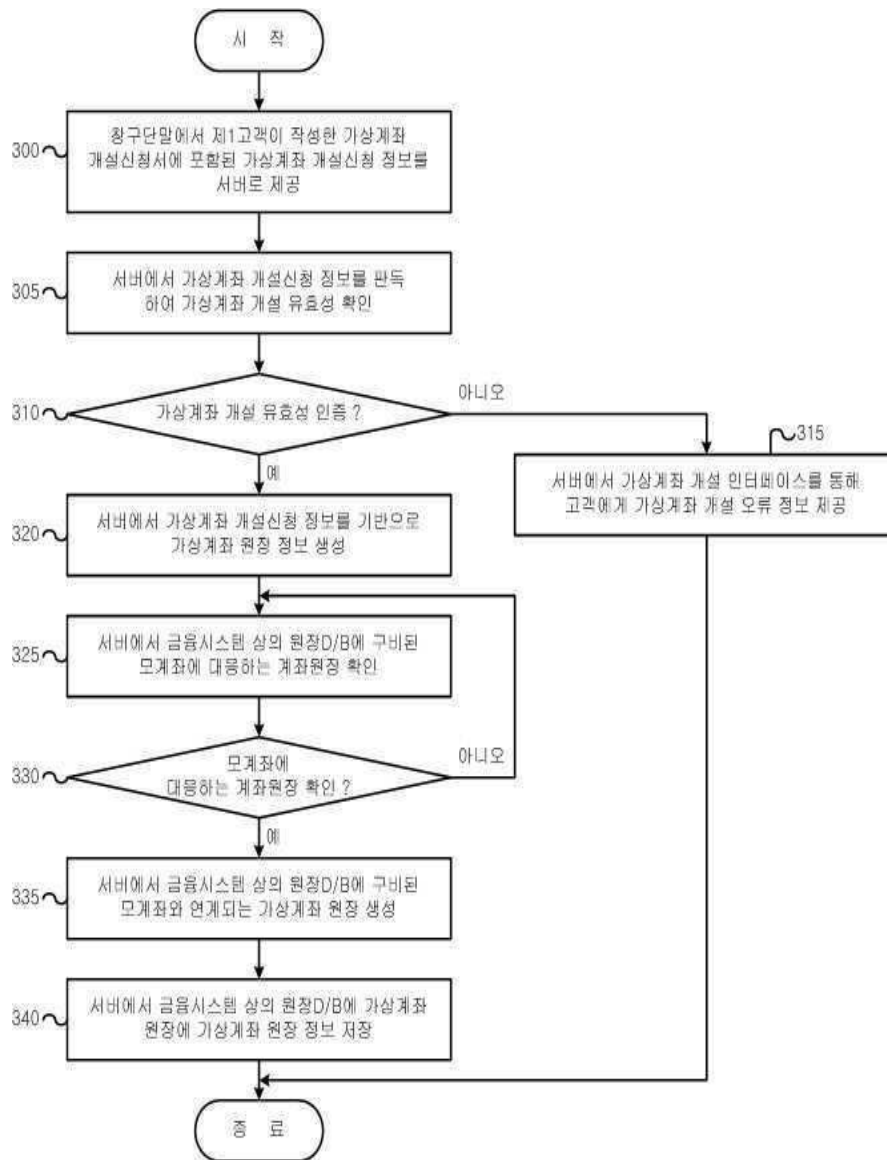 시 작
300
창구단말에서 제1고객이 작성한 가상계좌
개설신청서에 포함된 가상계좌 개설신청 정보를
서버로 제공
305
서버에서 가상계좌 개설신청 정보를 판독
하여 가상계좌 개설 유효성 확인
310
가상계좌 개설 유효성 인증 ?
아니오
예
315
서버에서 가상계좌 개설 인터페이스를 통해
고객에게 가상계좌 개설 오류 정보 제공
320
서버에서 가상계좌 개설신청 정보를 기반으로
가상계좌 원장 정보 생성
325
서버에서 금융시스템 상의 원장D/B에 구비된
모계좌에 대응하는 계좌원장 확인
330
모계좌에
대응하는 계좌원장 확인 ?
아니오
예
335
서버에서 금융시스템 상의 원장D/B에 구비된
모계좌와 연계되는 가상계좌 원장 생성
340
서버에서 금융시스템 상의 원장D/B에 가상계좌
원장에 가상계좌 원장 정보 저장
종 료